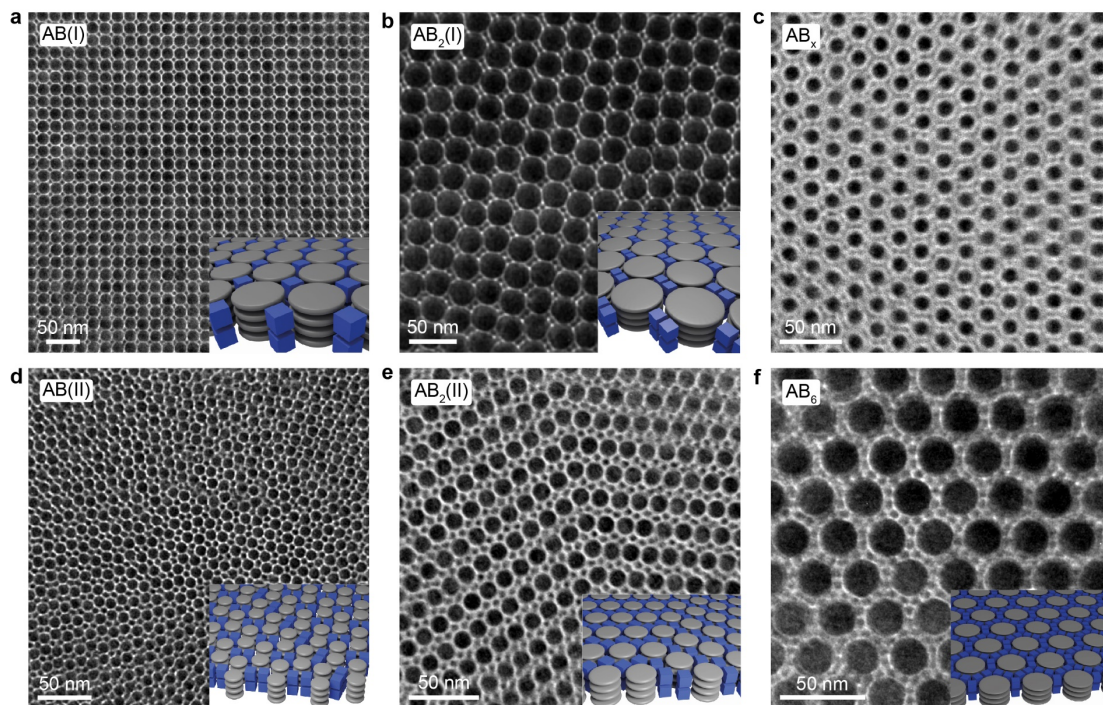 a
AB(I)
50 nm
b
AB₂(I)
50 nm
c
ABₓ
50 nm
d
AB(II)
50 nm
e
AB₂(II)
50 nm
f
AB₆
50 nm